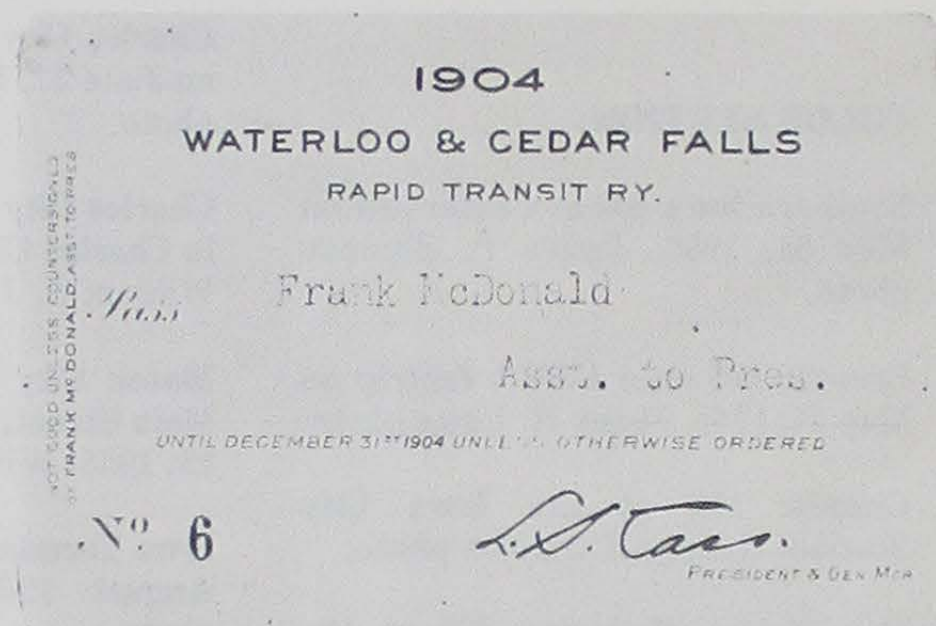 1904
WATERLOO & CEDAR FALLS
RAPID TRANSIT RY.
Pass Frank McDonald
Asst. to Pres.
UNTIL DECEMBER 31ST 1904 UNLESS OTHERWISE ORDERED
No 6
L.S. Cass.
PRESIDENT & GEN MGR
NOT GOOD UNLESS COUNTERSIGNED
BY FRANK McDONALD, ASST TO PRES